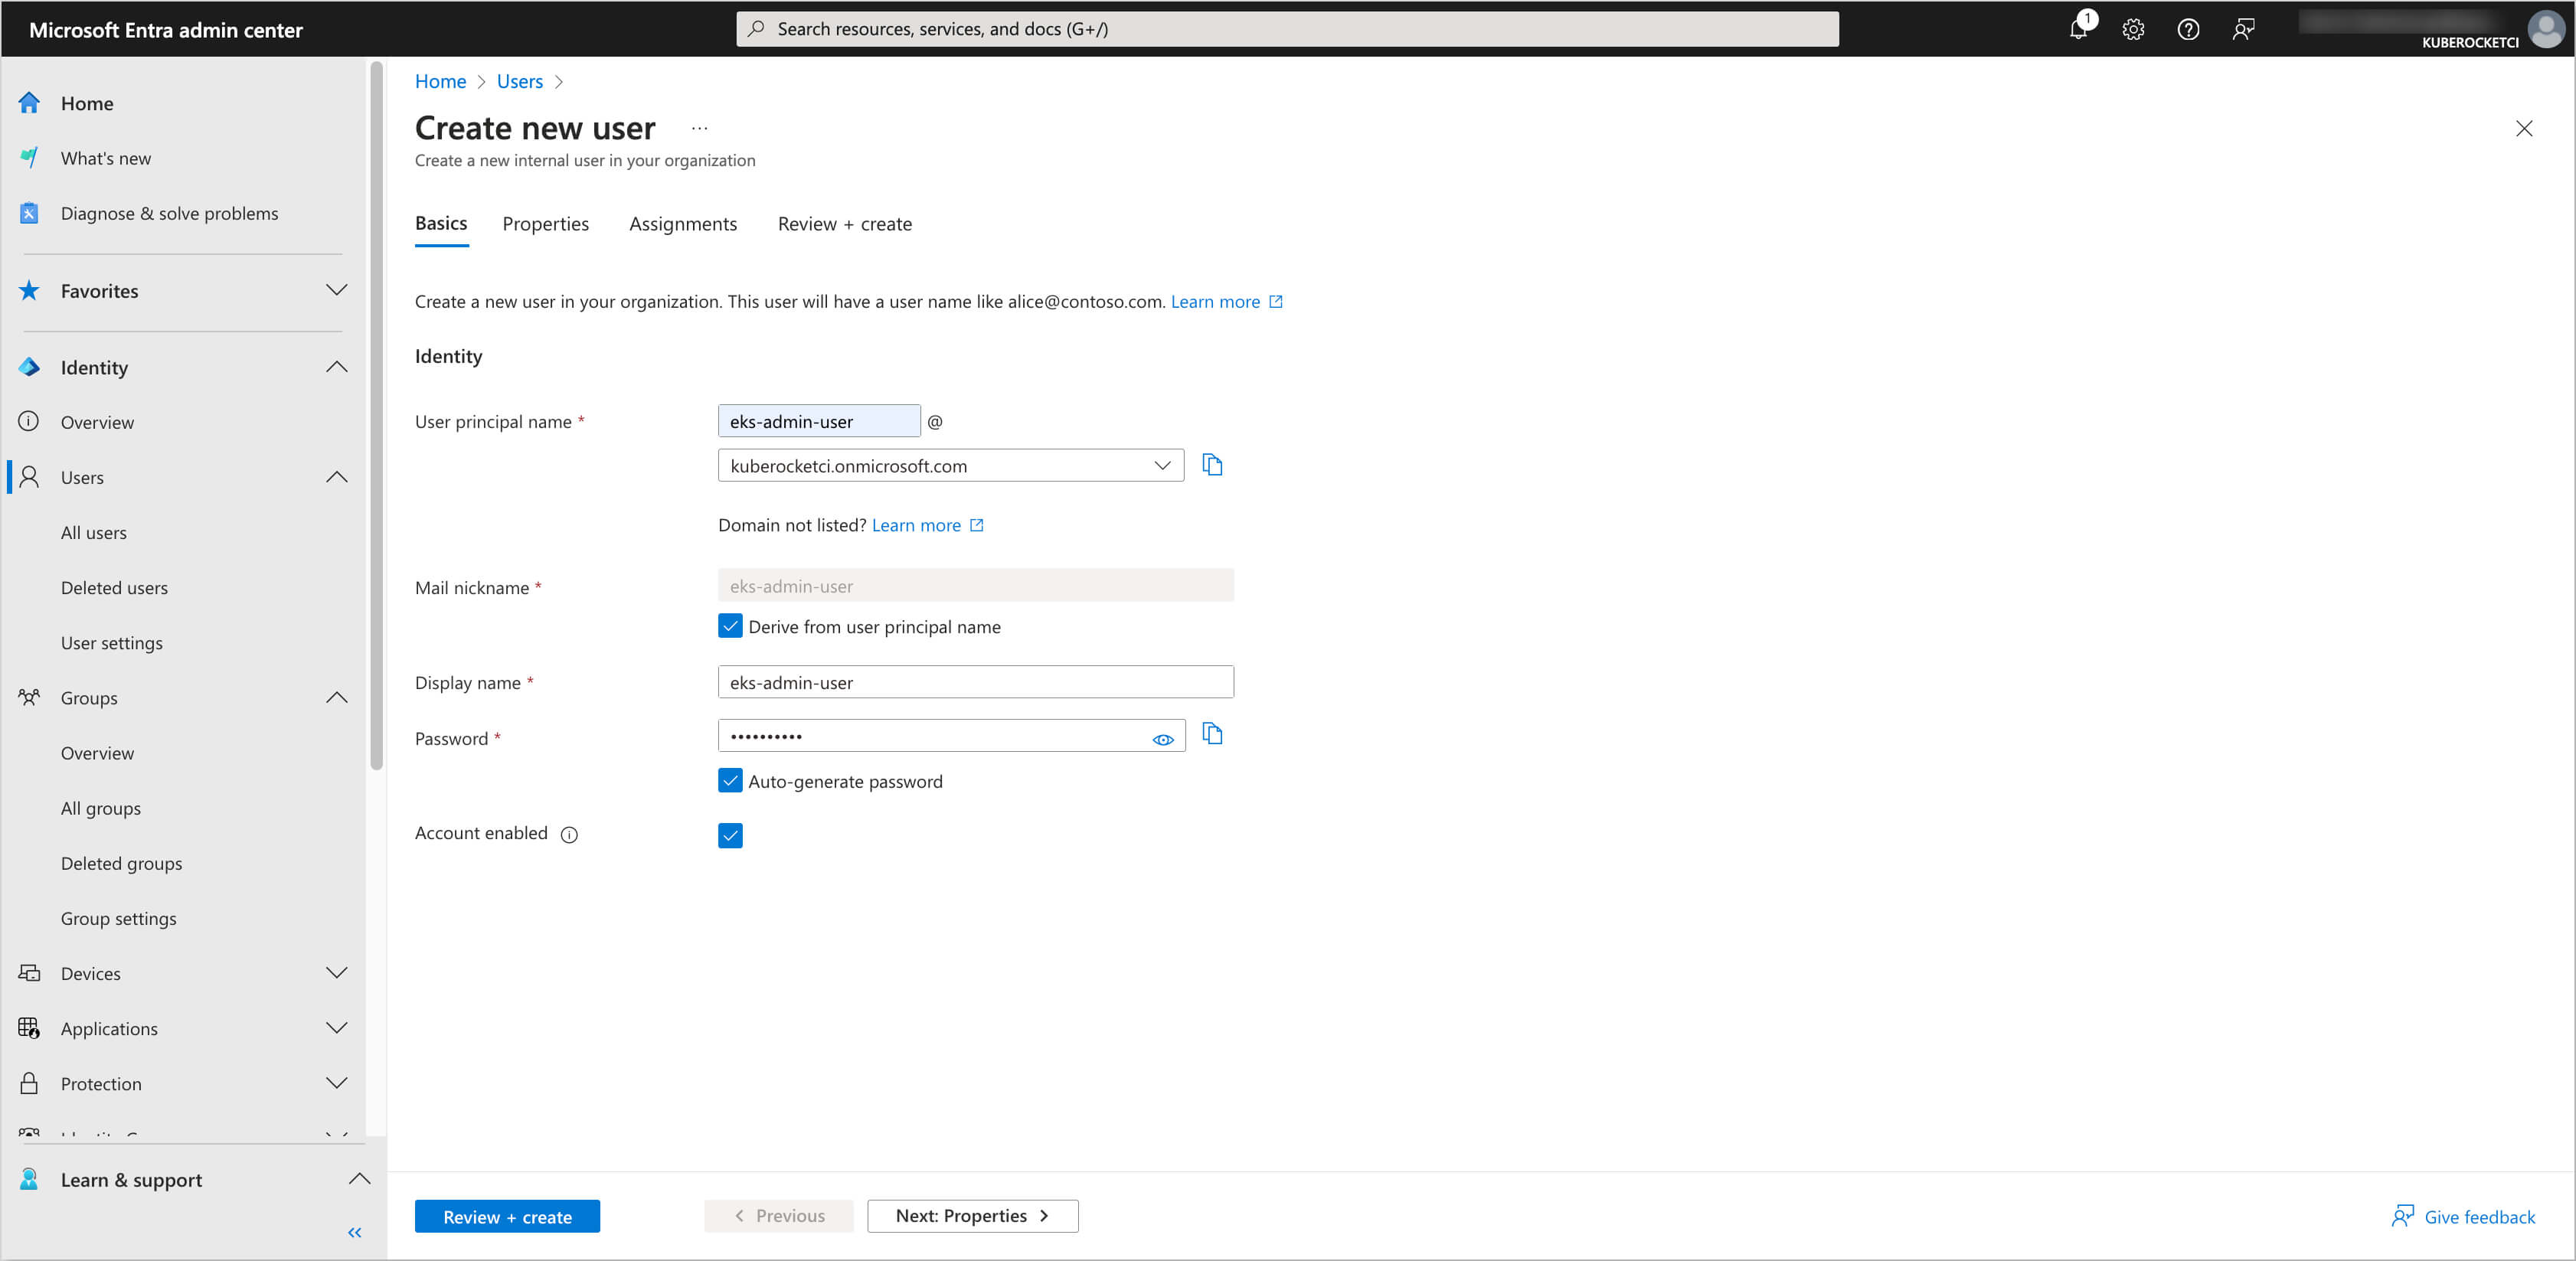 Microsoft Entra admin center
Search resources, services, and docs (G+/)
1
KUBEROCKETCI
Home
What's new
Diagnose & solve problems
Favorites
Identity
Overview
Users
All users
Deleted users
User settings
Groups
Overview
All groups
Deleted groups
Group settings
Devices
Applications
Protection
Learn & support
Home > Users >
Create new user ...
Create a new internal user in your organization
Basics Properties Assignments Review + create
Create a new user in your organization. This user will have a user name like alice@contoso.com. Learn more
Identity
User principal name * eks-admin-user @
kuberocketci.onmicrosoft.com
Domain not listed? Learn more
Mail nickname * eks-admin-user
Derive from user principal name
Display name * eks-admin-user
Password * ••••••••••
Auto-generate password
Account enabled
Review + create < Previous Next: Properties > Give feedback